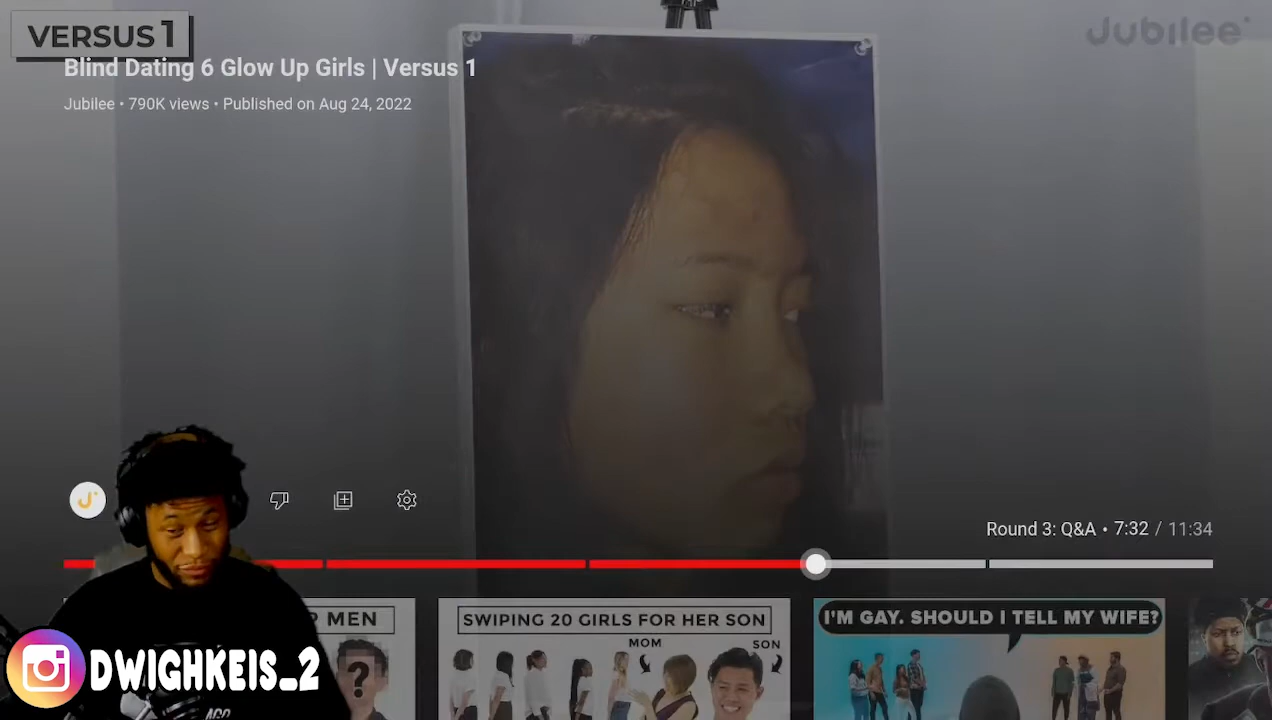 VERSUS 1
Jubilee
Blind Dating 6 Glow Up Girls | Versus 1
Jubilee • 790K views • Published on Aug 24, 2022
Round 3: Q&A • 7:32 / 11:34
MEN
?
SWIPING 20 GIRLS FOR HER SON
MOM
SON
I'M GAY. SHOULD I TELL MY WIFE?
DWIGHKEIS_2